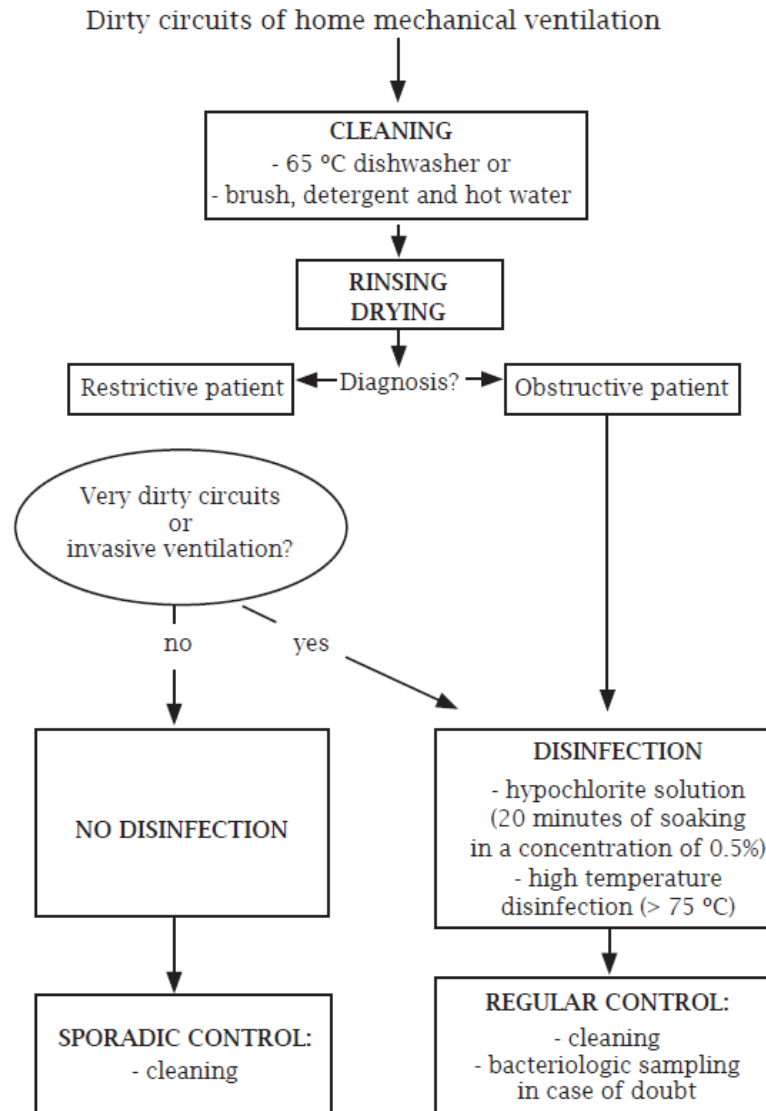 Dirty circuits of home mechanical ventilation
CLEANING
- 65 ºC dishwasher or
- brush, detergent and hot water
RINSING
DRYING
Restrictive patient
Diagnosis?
Obstructive patient
Very dirty circuits
or
invasive ventilation?
no
yes
NO DISINFECTION
DISINFECTION
- hypochlorite solution
(20 minutes of soaking
in a concentration of 0.5%)
- high temperature
disinfection (> 75 ºC)
SPORADIC CONTROL:
- cleaning
REGULAR CONTROL:
- cleaning
- bacteriologic sampling
in case of doubt